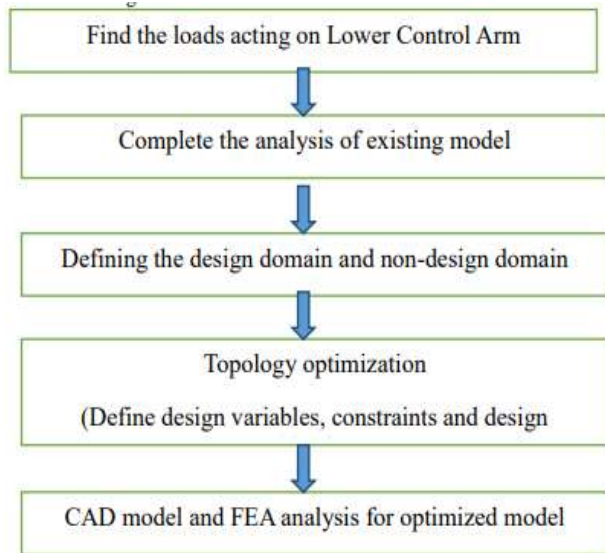 Find the loads acting on Lower Control Arm
Complete the analysis of existing model
Defining the design domain and non-design domain
Topology optimization
(Define design variables, constraints and design
CAD model and FEA analysis for optimized model